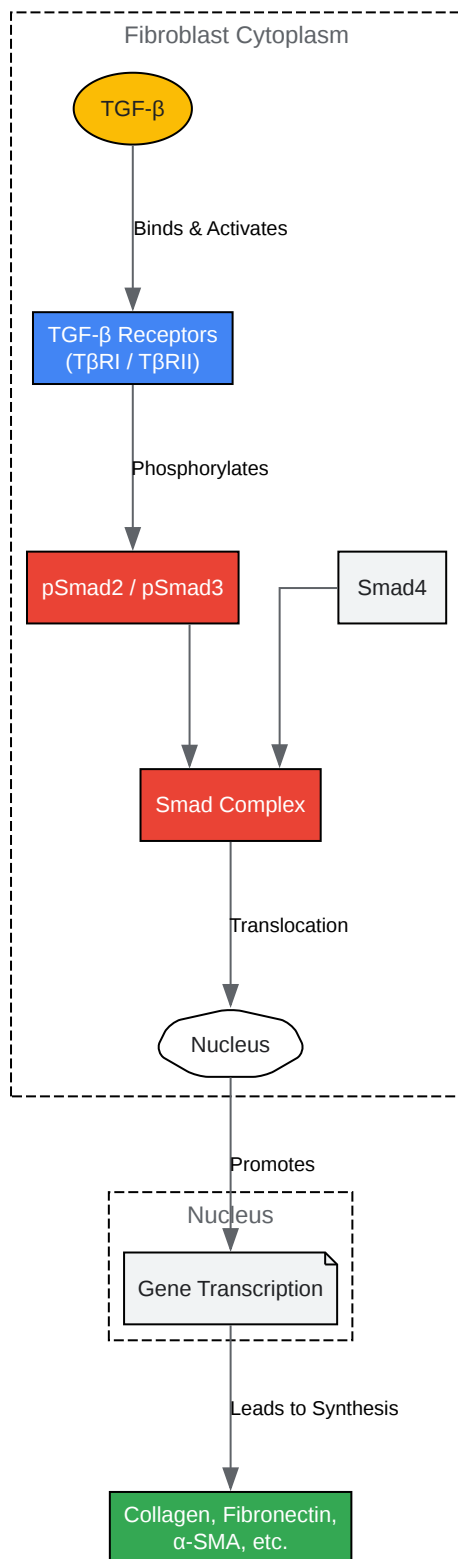 Fibroblast Cytoplasm
TGF-β
Binds & Activates
TGF-β Receptors
(TβRI / TβRII)
Phosphorylates
pSmad2 / pSmad3
Smad4
Smad Complex
Translocation
Nucleus
Promotes
Nucleus
Gene Transcription
Leads to Synthesis
Collagen, Fibronectin,
α-SMA, etc.